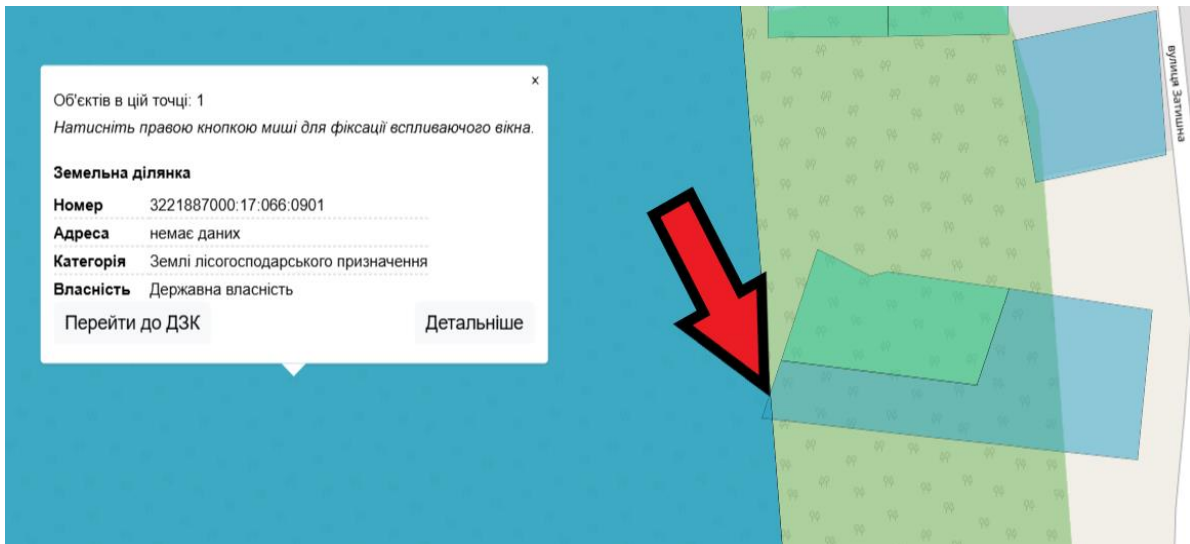 x
Об'єктів в цій точці: 1
Натисніть правою кнопкою миші для фіксації вспливаючого вікна.
Земельна ділянка
Номер 3221887000:17:066:0901
Адреса немає даних
Категорія Землі лісогосподарського призначення
Власність Державна власність
Перейти до ДЗК Детальніше
вулиця Затишна